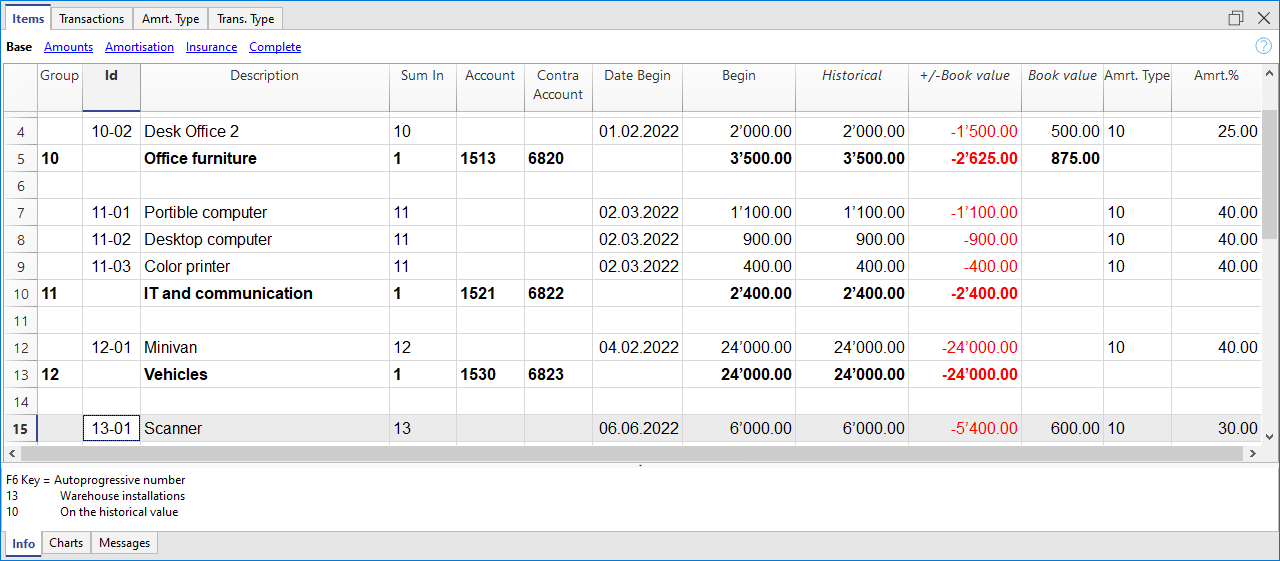 Items Transactions Amrt. Type Trans. Type
Base Amounts Amortisation Insurance Complete ?
Group Id Description Sum In Account Contra Account Date Begin Begin Historical +/-Book value Book value Amrt. Type Amrt.%
4 10-02 Desk Office 2 10 01.02.2022 2’000.00 2’000.00 -1’500.00 500.00 10 25.00
5 10 Office furniture 1 1513 6820 3’500.00 3’500.00 -2’625.00 875.00
6
7 11-01 Portible computer 11 02.03.2022 1’100.00 1’100.00 -1’100.00 10 40.00
8 11-02 Desktop computer 11 02.03.2022 900.00 900.00 -900.00 10 40.00
9 11-03 Color printer 11 02.03.2022 400.00 400.00 -400.00 10 40.00
10 11 IT and communication 1 1521 6822 2’400.00 2’400.00 -2’400.00
11
12 12-01 Minivan 12 04.02.2022 24’000.00 24’000.00 -24’000.00 10 40.00
13 12 Vehicles 1 1530 6823 24’000.00 24’000.00 -24’000.00
14
15 13-01 Scanner 13 06.06.2022 6’000.00 6’000.00 -5’400.00 600.00 10 30.00
F6 Key = Autoprogressive number
13 Warehouse installations
10 On the historical value
Info Charts Messages